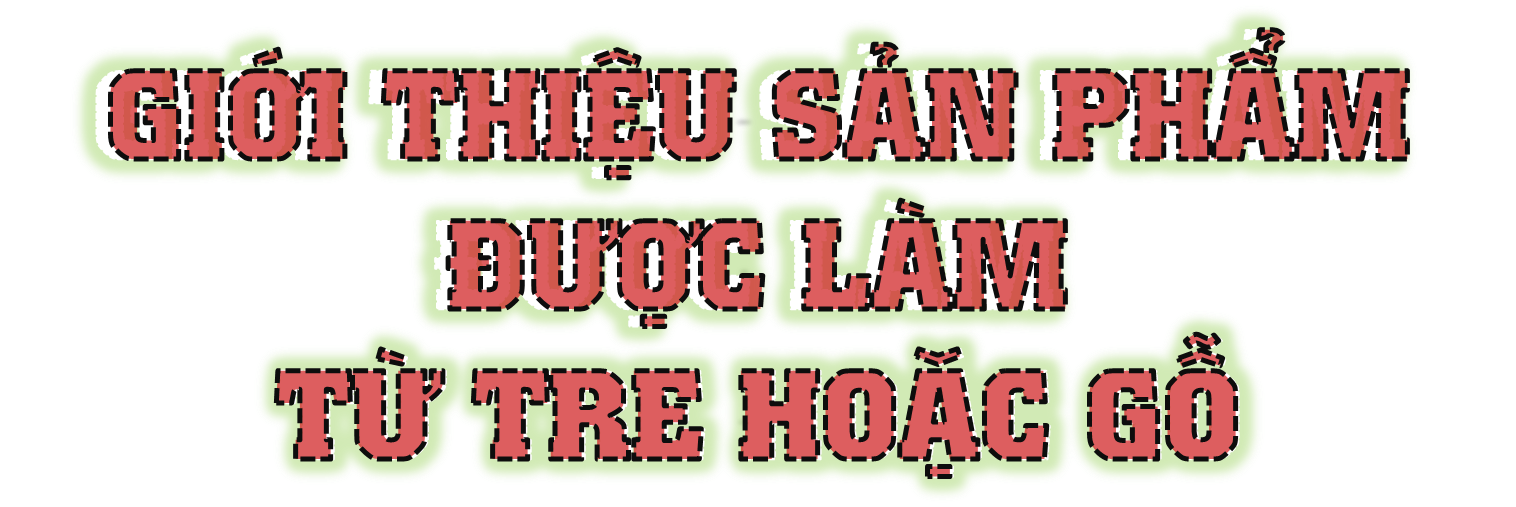 GIỚI THIỆU SẢN PHẨM
ĐƯỢC LÀM
TỪ TRE HOẶC GỖ